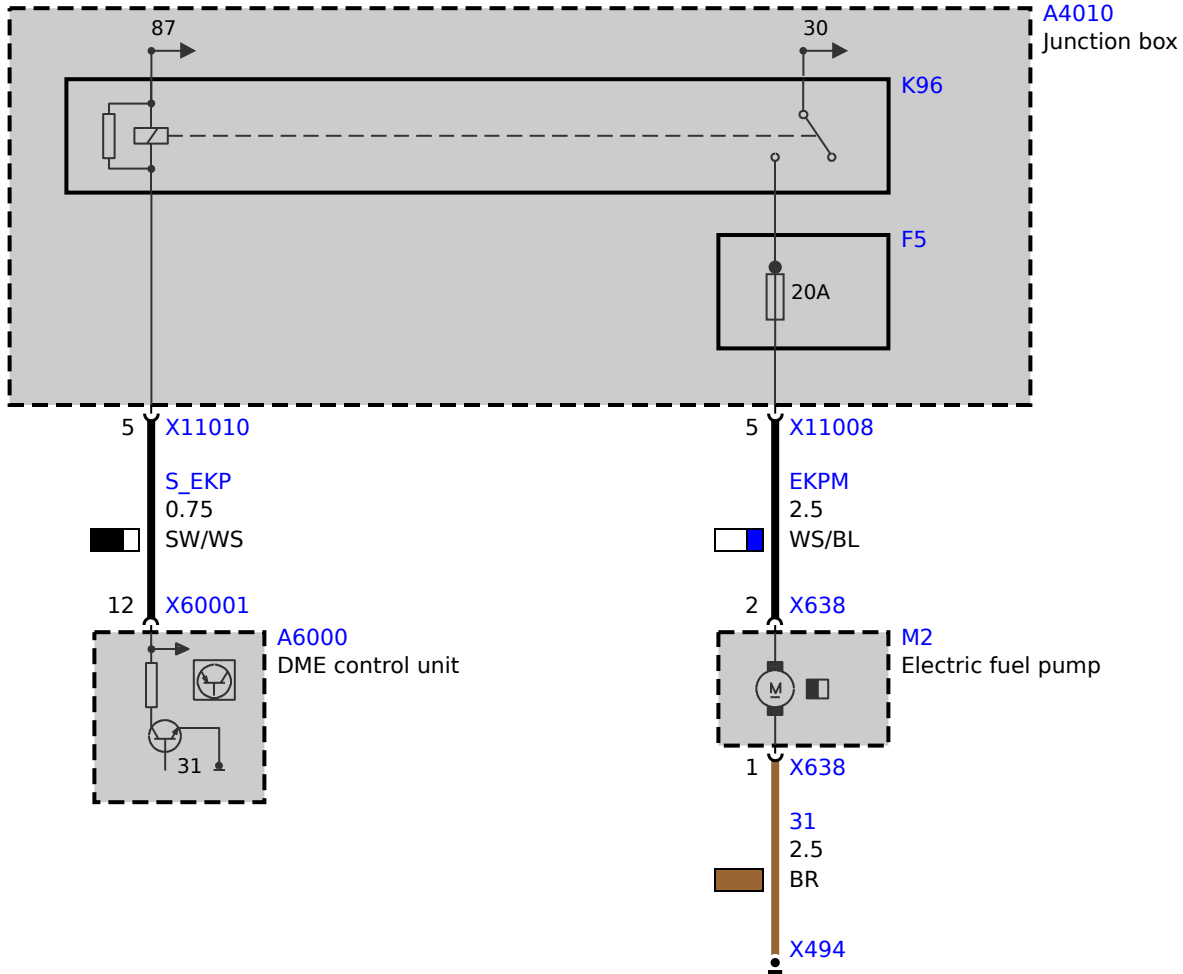 A4010
Junction box
87
30
K96
F5
20A
5 X11010
5 X11008
S_EKP
0.75
SW/WS
EKPM
2.5
WS/BL
12 X60001
2 X638
A6000
DME control unit
M2
Electric fuel pump
M
31
1 X638
31
2.5
BR
X494